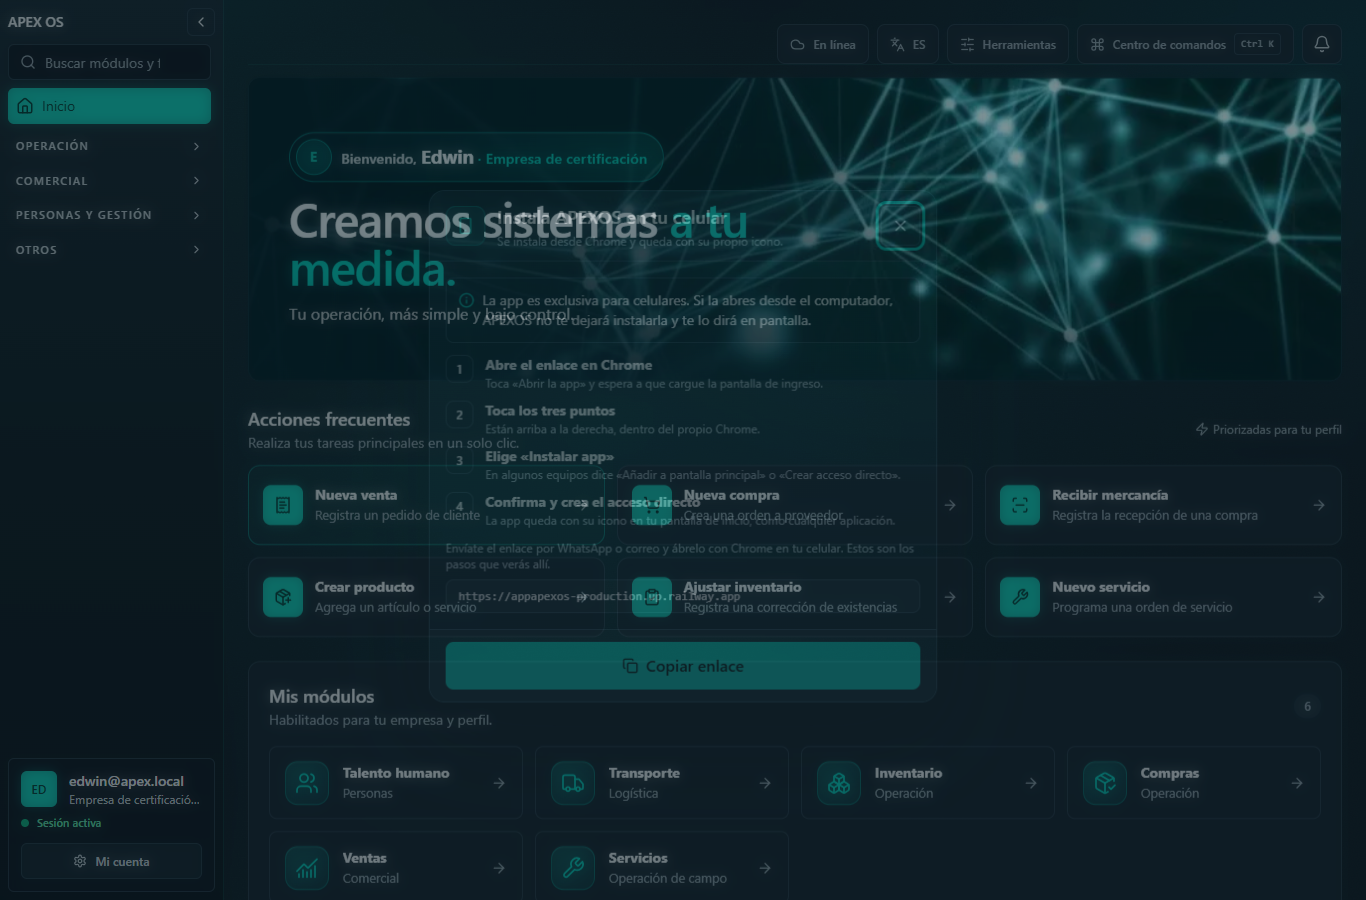 APEX OS
Buscar módulos y f
Inicio
OPERACIÓN
COMERCIAL
PERSONAS Y GESTIÓN
OTROS
ED
edwin@apex.local
Empresa de certificació...
Sesión activa
Mi cuenta
En línea
ES
Herramientas
Centro de comandos
Ctrl K
E
Bienvenido, Edwin · Empresa de certificación
Creamos sistemas a tu
medida.
Tu operación, más simple y bajo control.
Acciones frecuentes
Realiza tus tareas principales en un solo clic.
Priorizadas para tu perfil
Nueva venta
Registra un pedido de cliente
Nueva compra
Crea una orden a proveedor
Recibir mercancía
Registra la recepción de una compra
Crear producto
Agrega un artículo o servicio
Ajustar inventario
Registra una corrección de existencias
Nuevo servicio
Programa una orden de servicio
Mis módulos
Habilitados para tu empresa y perfil.
6
Talento humano
Personas
Transporte
Logística
Inventario
Operación
Compras
Operación
Ventas
Comercial
Servicios
Operación de campo
Instala APEXOS en tu celular
Se instala desde Chrome y queda con su propio icono.
La app es exclusiva para celulares. Si la abres desde el computador,
APEXOS no te dejará instalarla y te lo dirá en pantalla.
1
Abre el enlace en Chrome
Toca «Abrir la app» y espera a que cargue la pantalla de ingreso.
2
Toca los tres puntos
Están arriba a la derecha, dentro del propio Chrome.
3
Elige «Instalar app»
En algunos equipos dice «Añadir a pantalla principal» o «Crear acceso directo».
4
Confirma y crea el acceso directo
La app queda con su icono en tu pantalla de inicio, como cualquier aplicación.
Envíate el enlace por WhatsApp o correo y ábrelo con Chrome en tu celular. Estos son los
pasos que verás allí.
https://appapexos-production.up.railway.app
Copiar enlace